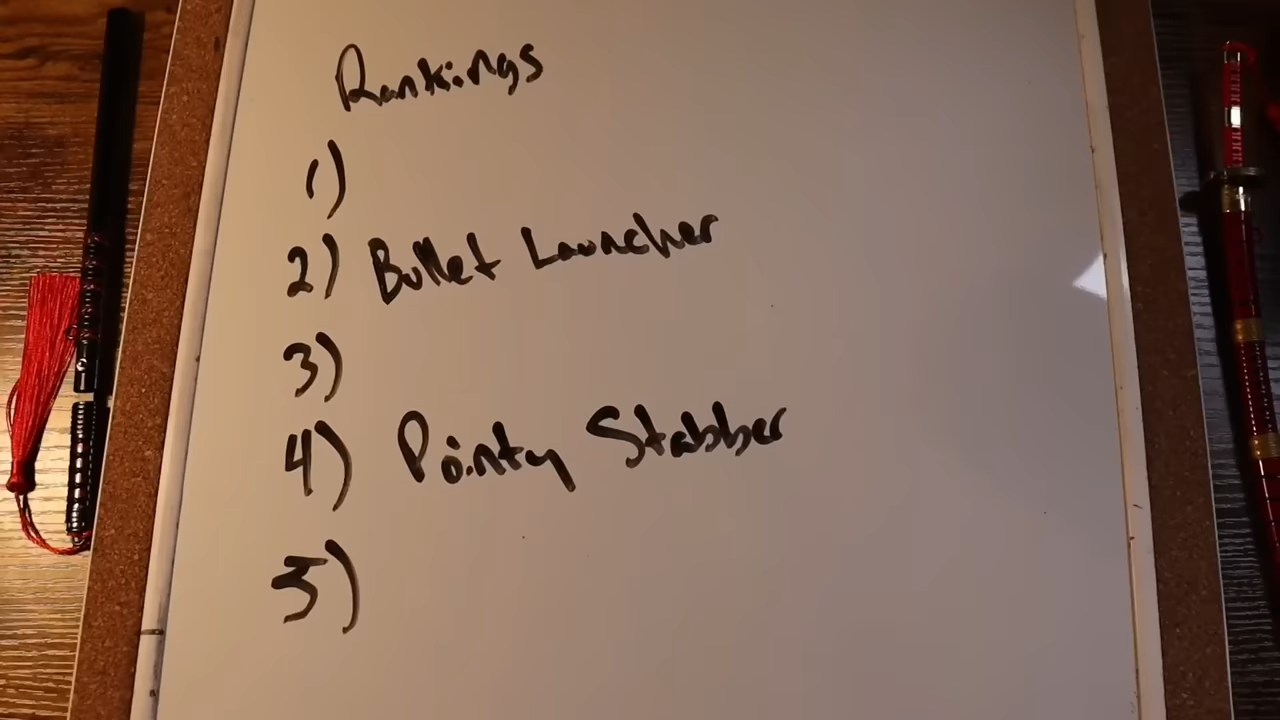 Rankings
1)
2) Bullet Launcher
3)
4) Pointy Stabber
5)